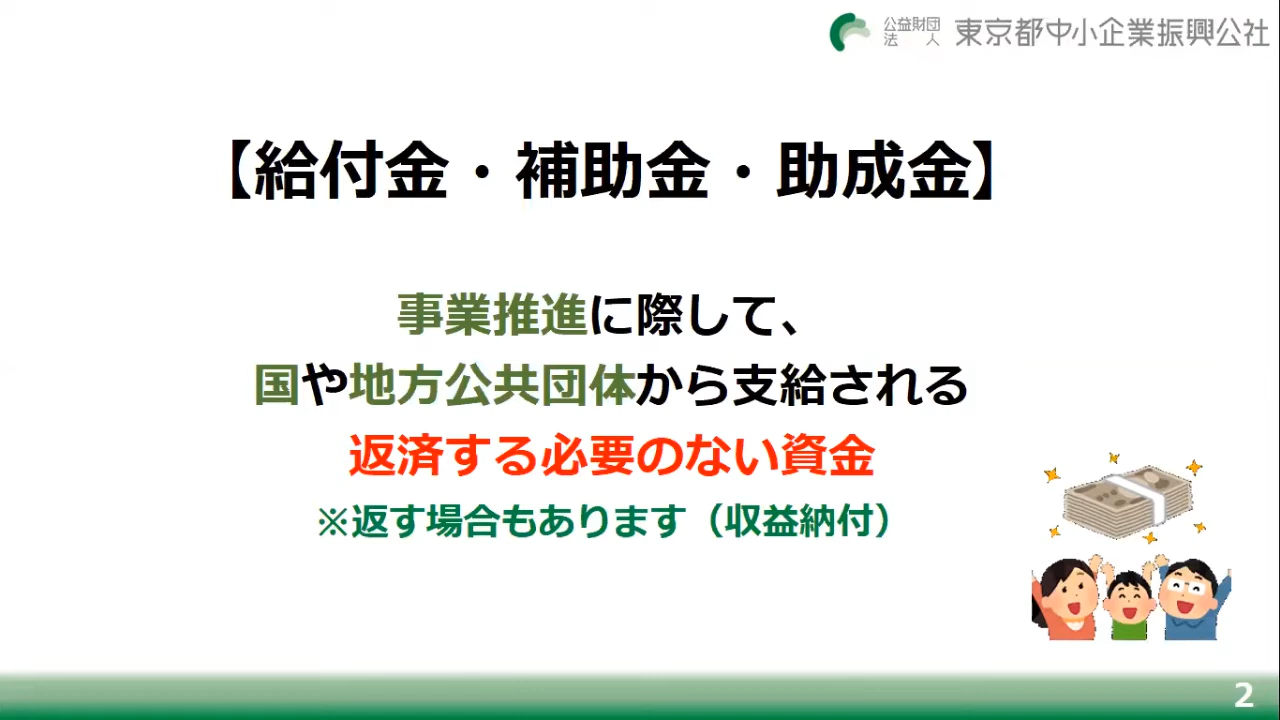 公益財団法人 東京都中小企業振興公社
【給付金・補助金・助成金】
事業推進に際して、
国や地方公共団体から支給される
返済する必要のない資金
※返す場合もあります（収益納付）
2